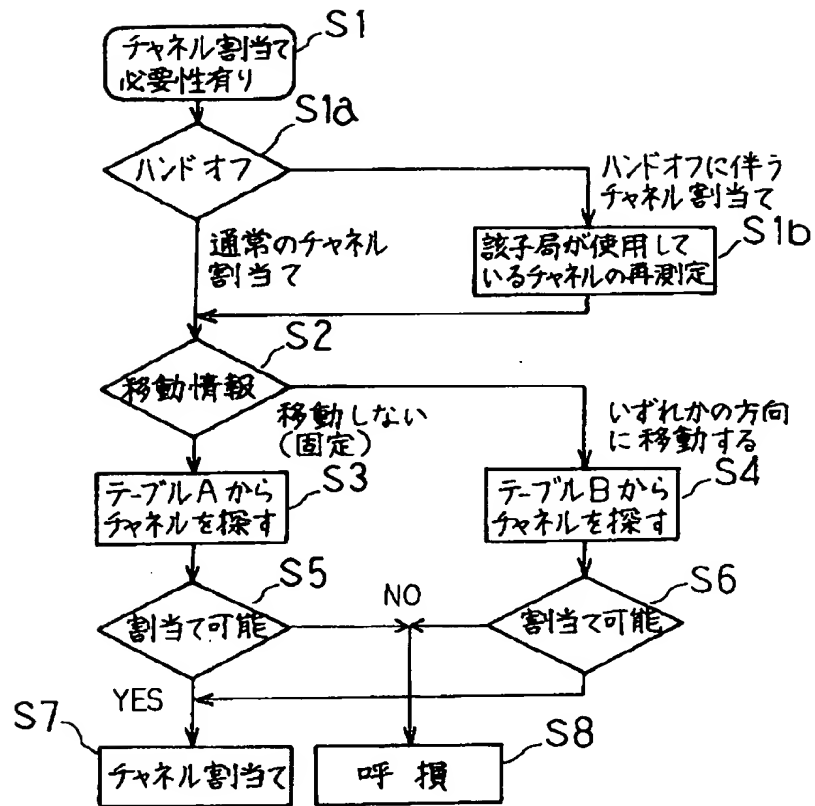 S1
チャネル割当て
必要性有り
S1a
ハンドオフ
ハンドオフに伴う
チャネル割当て
通常のチャネル
割当て
S1b
該子局が使用して
いるチャネルの再測定
S2
移動情報
移動しない
(固定)
いずれかの方向
に移動する
S3
テーブルAから
チャネルを探す
S4
テーブルBから
チャネルを探す
S5
割当て可能
NO
S6
割当て可能
YES
S7
チャネル割当て
S8
呼損